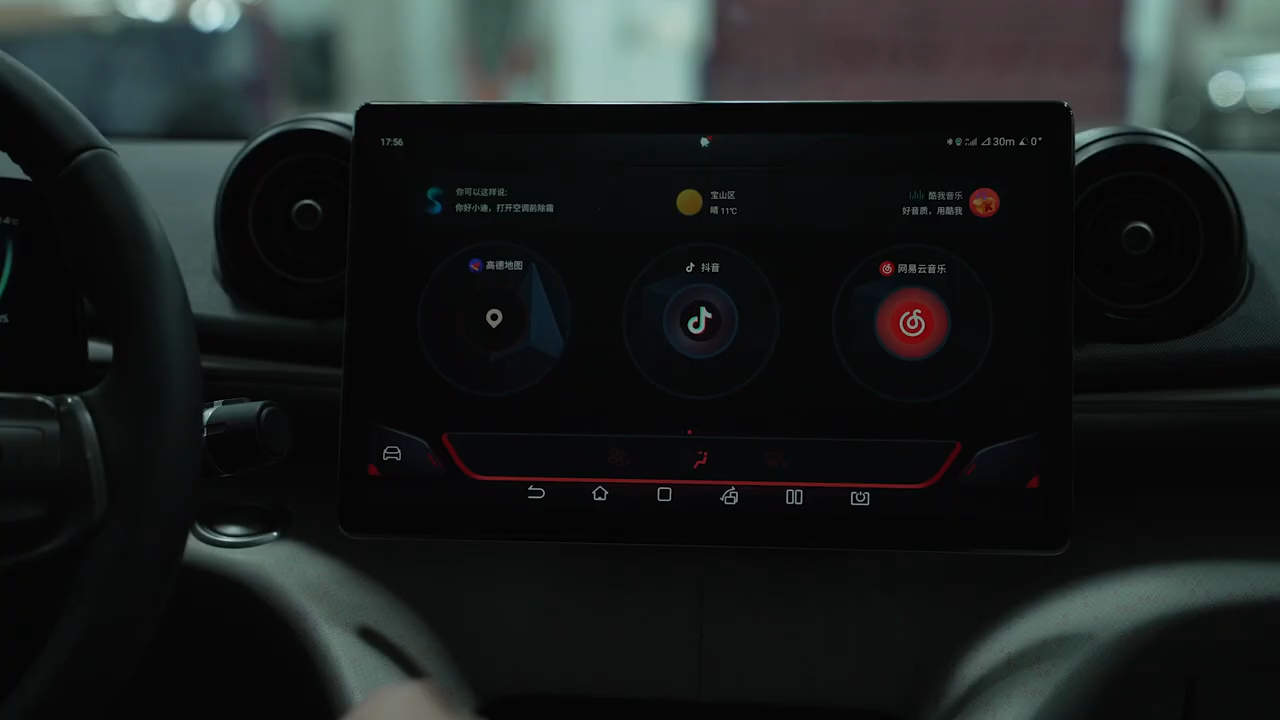 17:56
30m 0°
你可以这样说:
你好小迪，打开空调前除霜
宝山区
晴 11℃
酷我音乐
好音质，用酷我
高德地图
抖音
网易云音乐